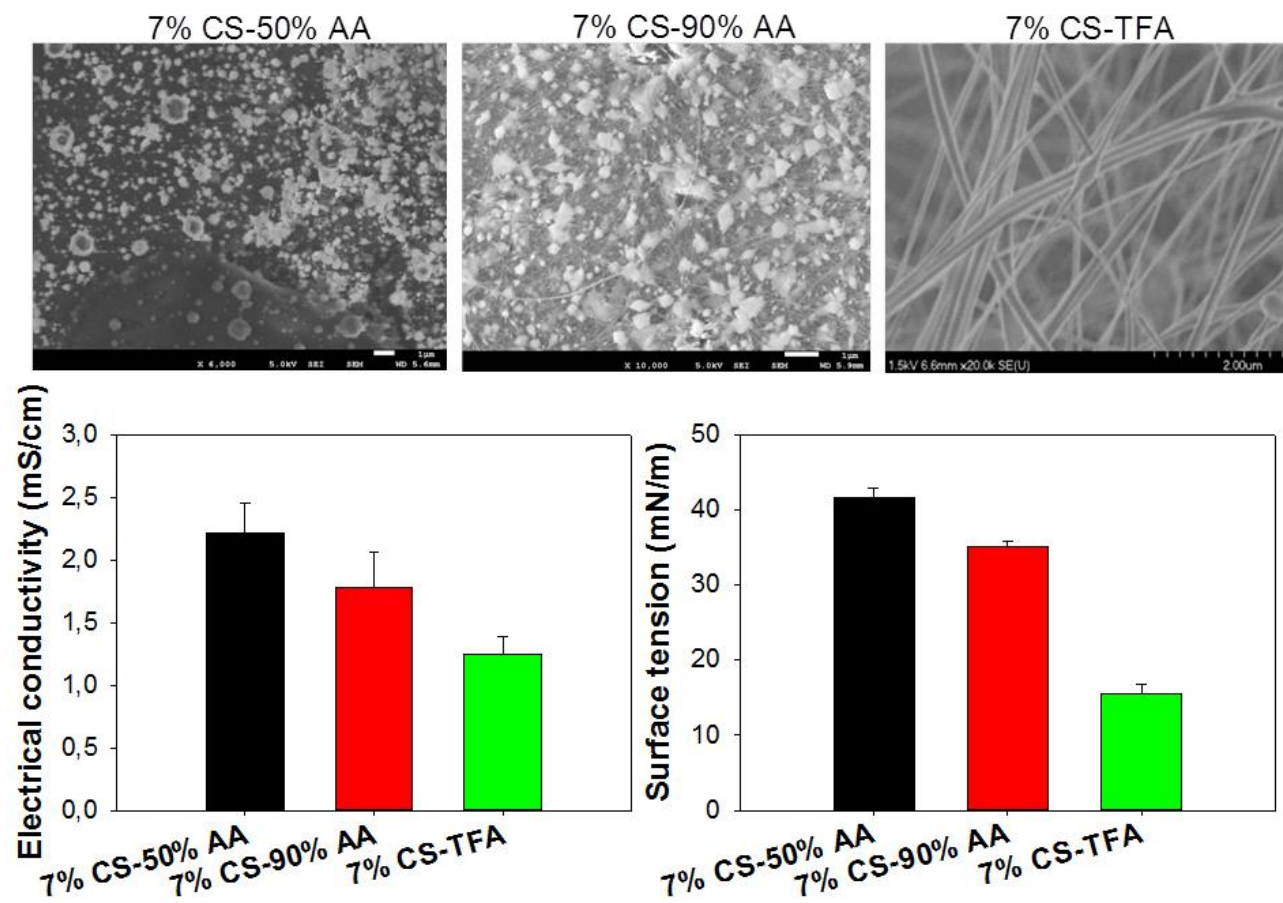 7% CS-50% AA
7% CS-90% AA
7% CS-TFA
X 6,000 5.0kV SEI SEM WD 5.6mm
1µm
X 10,000 5.0kV SEI SEM WD 5.9mm
1µm
1.5kV 6.6mm x20.0k SE(U)
2.00um
Electrical conductivity (mS/cm)
3,0
2,5
2,0
1,5
1,0
0,5
0,0
7% CS-50% AA
7% CS-90% AA
7% CS-TFA
Surface tension (mN/m)
50
40
30
20
10
0
7% CS-50% AA
7% CS-90% AA
7% CS-TFA